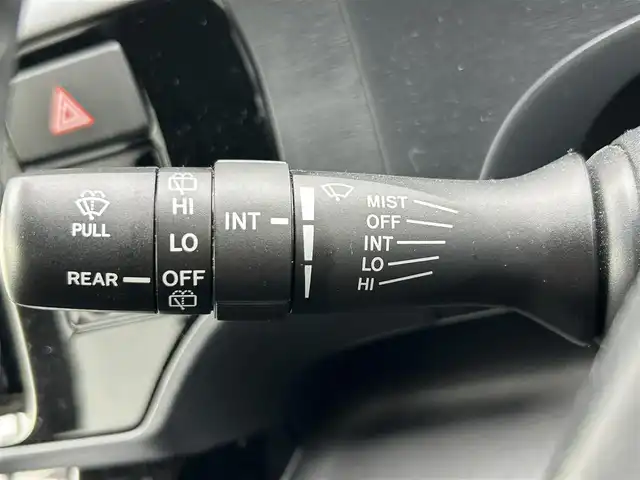 PULL
REAR
HI
LO
OFF
INT
MIST
OFF
INT
LO
HI